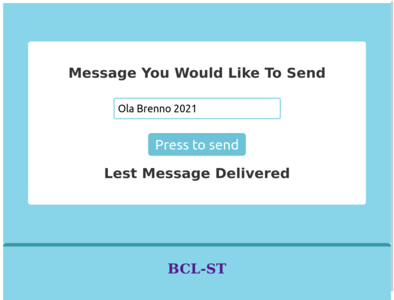 Message You Would Like To Send
Ola Brenno 2021
Press to send
Lest Message Delivered
BCL-ST